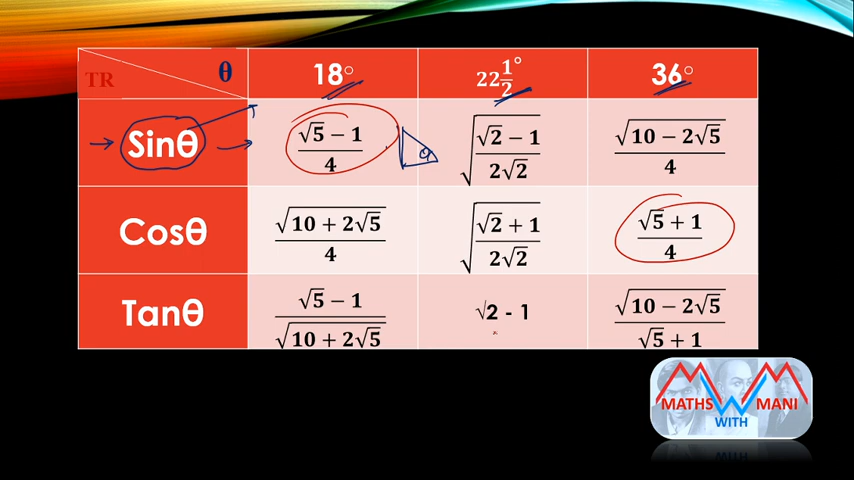 TR θ 18° 22 1/2° 36°
Sinθ (√5 − 1)/4 √((√2 − 1)/(2√2)) √(10 − 2√5)/4
θ
Cosθ √(10 + 2√5)/4 √((√2 + 1)/(2√2)) (√5 + 1)/4
Tanθ (√5 − 1)/√(10 + 2√5) √2 - 1 √(10 − 2√5)/(√5 + 1)
MATHS MANI
WITH